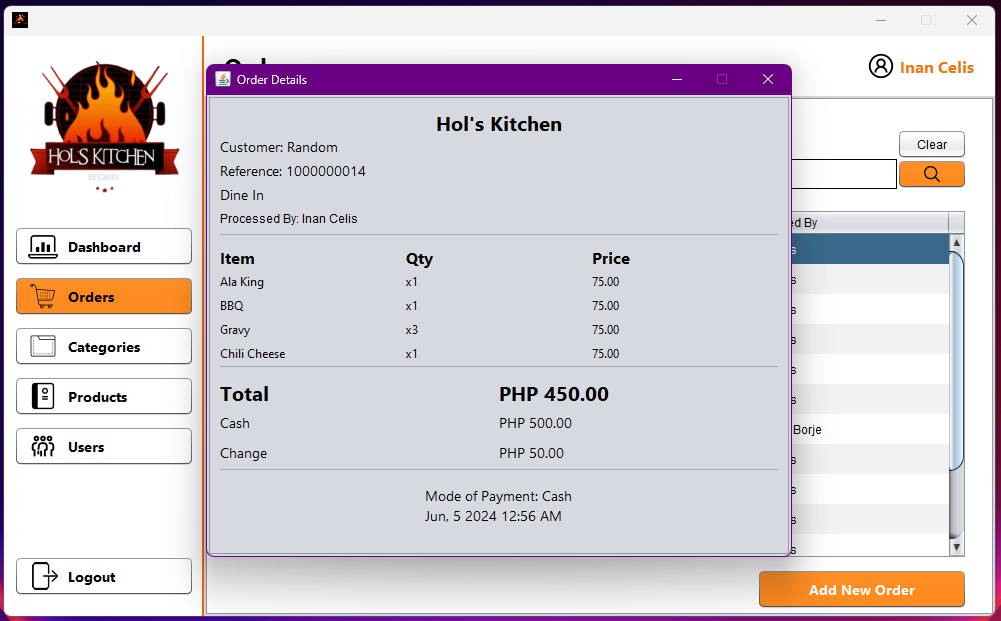 Inan Celis
HOL'S KITCHEN
Dashboard
Orders
Categories
Products
Users
Logout
Order Details
Hol's Kitchen
Customer: Random
Reference: 1000000014
Dine In
Processed By: Inan Celis
Item Qty Price
Ala King x1 75.00
BBQ x1 75.00
Gravy x3 75.00
Chili Cheese x1 75.00
Total PHP 450.00
Cash PHP 500.00
Change PHP 50.00
Mode of Payment: Cash
Jun, 5 2024 12:56 AM
Clear
By
Borje
Add New Order